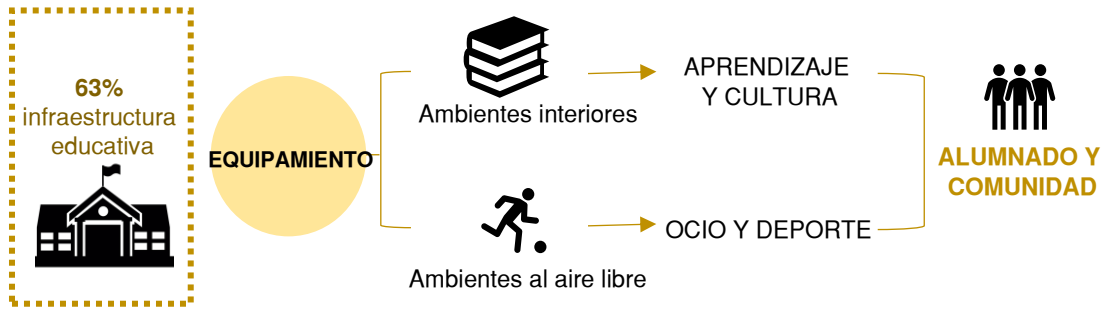 63%
infraestructura
educativa
EQUIPAMIENTO
Ambientes interiores
APRENDIZAJE
Y CULTURA
Ambientes al aire libre
OCIO Y DEPORTE
ALUMNADO Y
COMUNIDAD